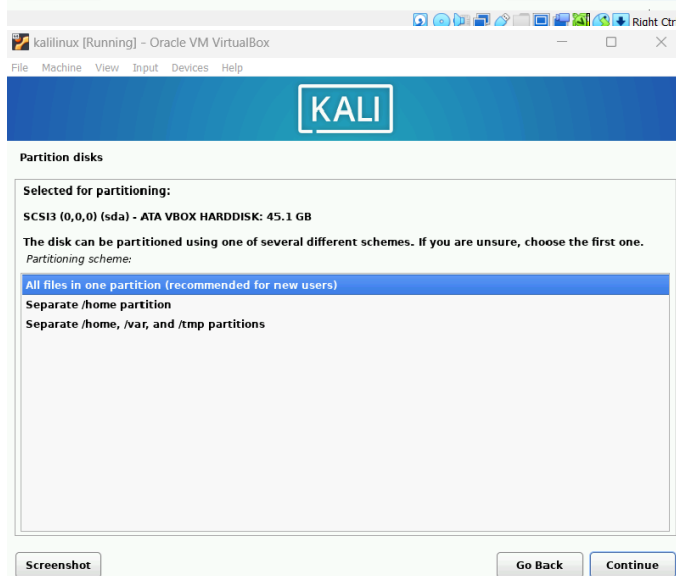 Right Ctr
kalilinux [Running] - Oracle VM VirtualBox
File Machine View Input Devices Help
KALI
Partition disks
Selected for partitioning:
SCSI3 (0,0,0) (sda) - ATA VBOX HARDDISK: 45.1 GB
The disk can be partitioned using one of several different schemes. If you are unsure, choose the first one.
Partitioning scheme:
All files in one partition (recommended for new users)
Separate /home partition
Separate /home, /var, and /tmp partitions
Screenshot Go Back Continue